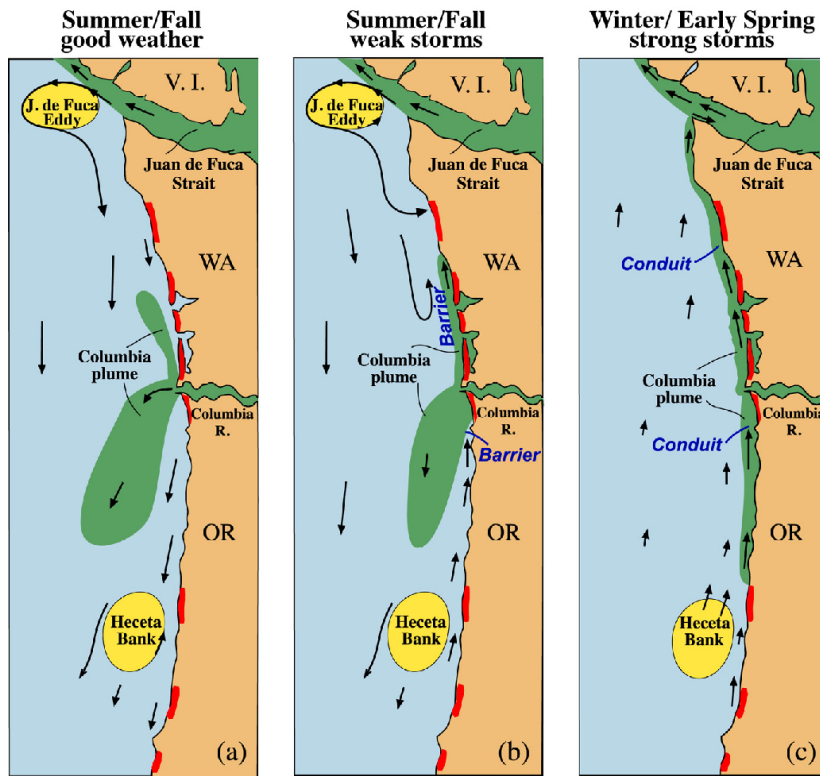 Summer/Fall
good weather
V. I.
J. de Fuca
Eddy
Juan de Fuca
Strait
WA
Columbia
plume
Columbia
R.
OR
Heceta
Bank
(a)
Summer/Fall
weak storms
V. I.
J. de Fuca
Eddy
Juan de Fuca
Strait
WA
Barrier
Columbia
plume
Columbia
R.
Barrier
OR
Heceta
Bank
(b)
Winter/ Early Spring
strong storms
V. I.
Juan de Fuca
Strait
Conduit
WA
Columbia
plume
Columbia
R.
Conduit
OR
Heceta
Bank
(c)